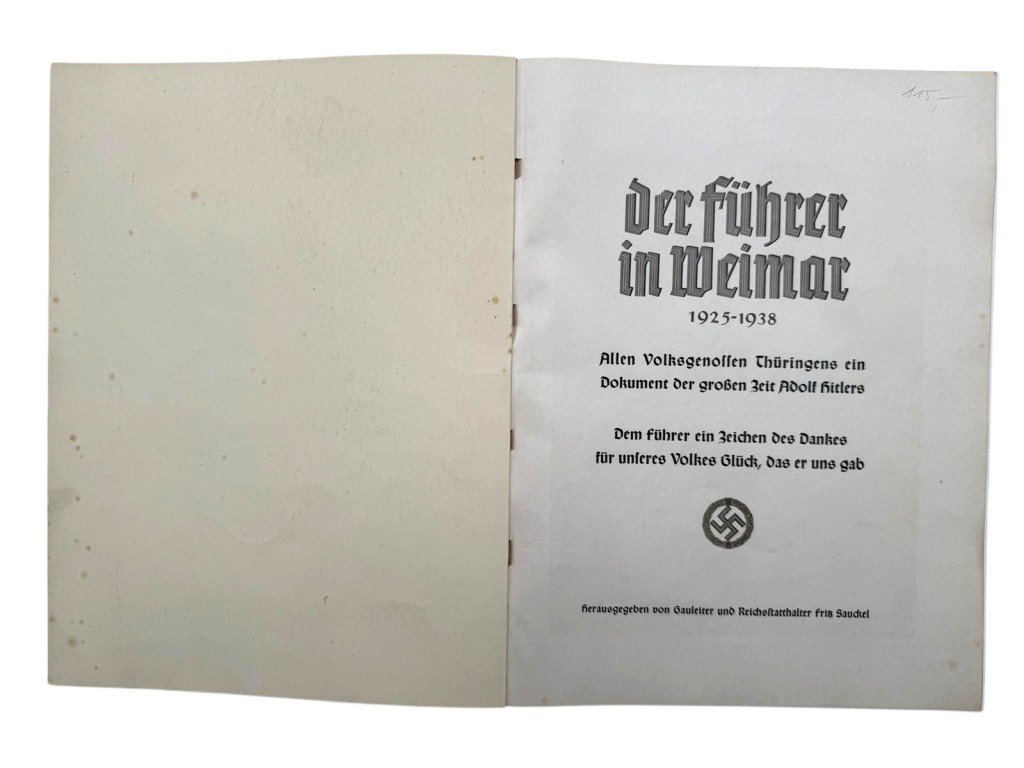 115,-
der Führer
in Weimar
1925-1938
Allen Volksgenossen Thüringens ein
Dokument der großen Zeit Adolf Hitlers
Dem Führer ein Zeichen des Dankes
für unseres Volkes Glück, das er uns gab
Herausgegeben von Gauleiter und Reichsstatthalter Fritz Sauckel